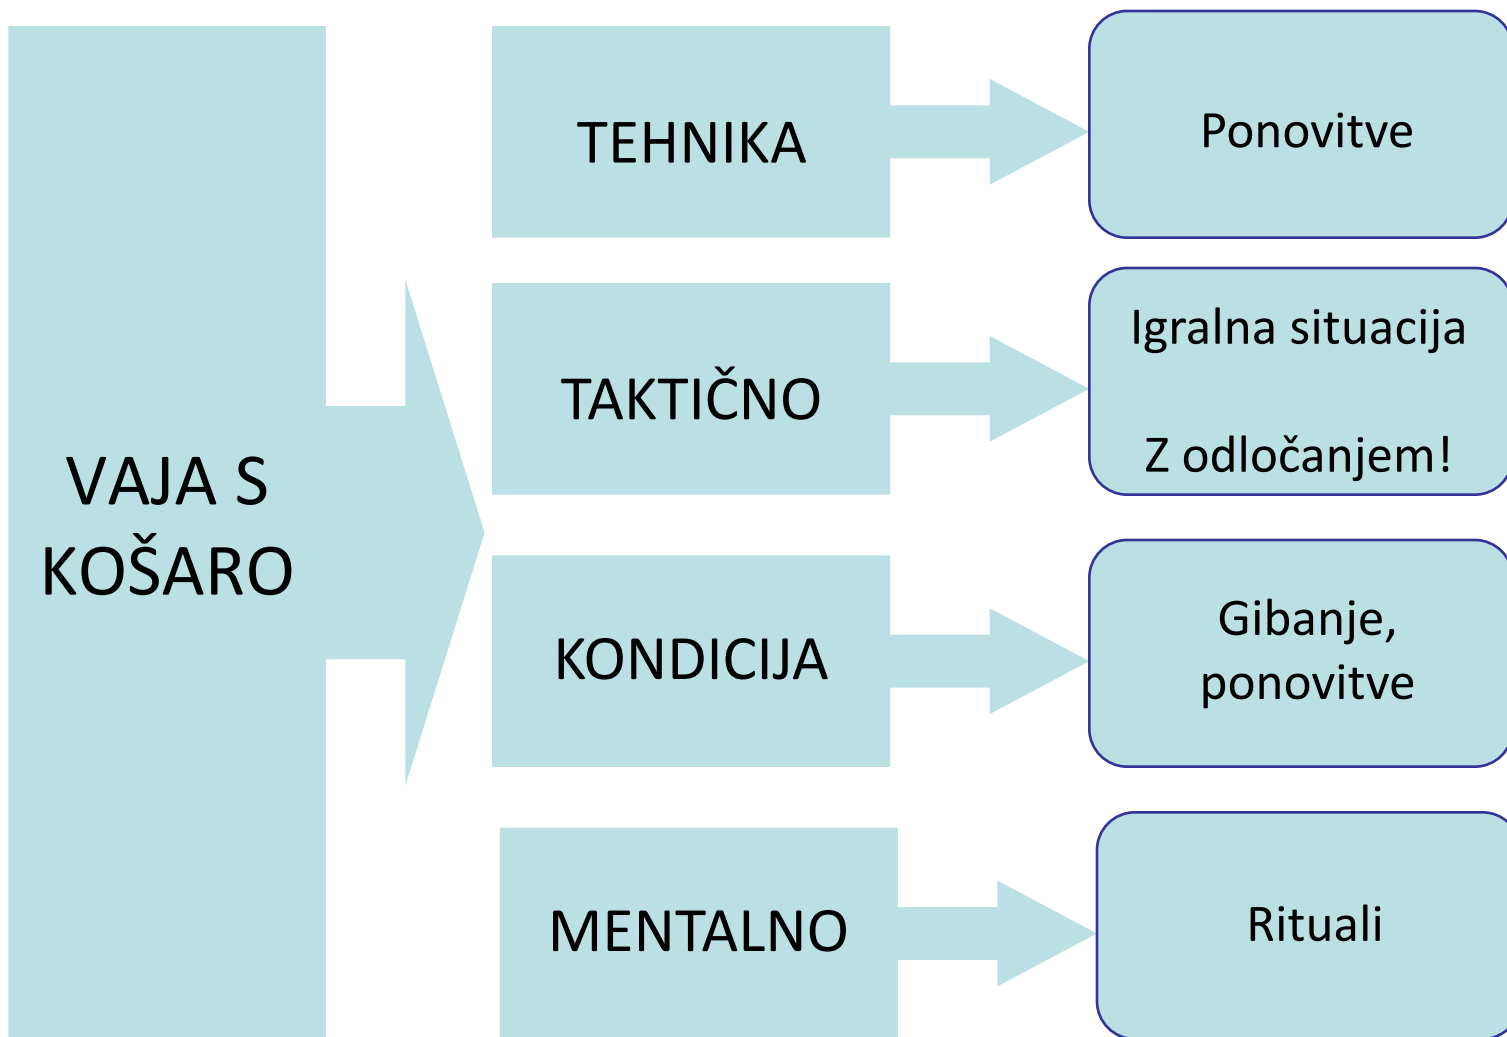 VAJA S
KOŠARO
TEHNIKA
Ponovitve
TAKTIČNO
Igralna situacija
Z odločanjem!
KONDICIJA
Gibanje,
ponovitve
MENTALNO
Rituali